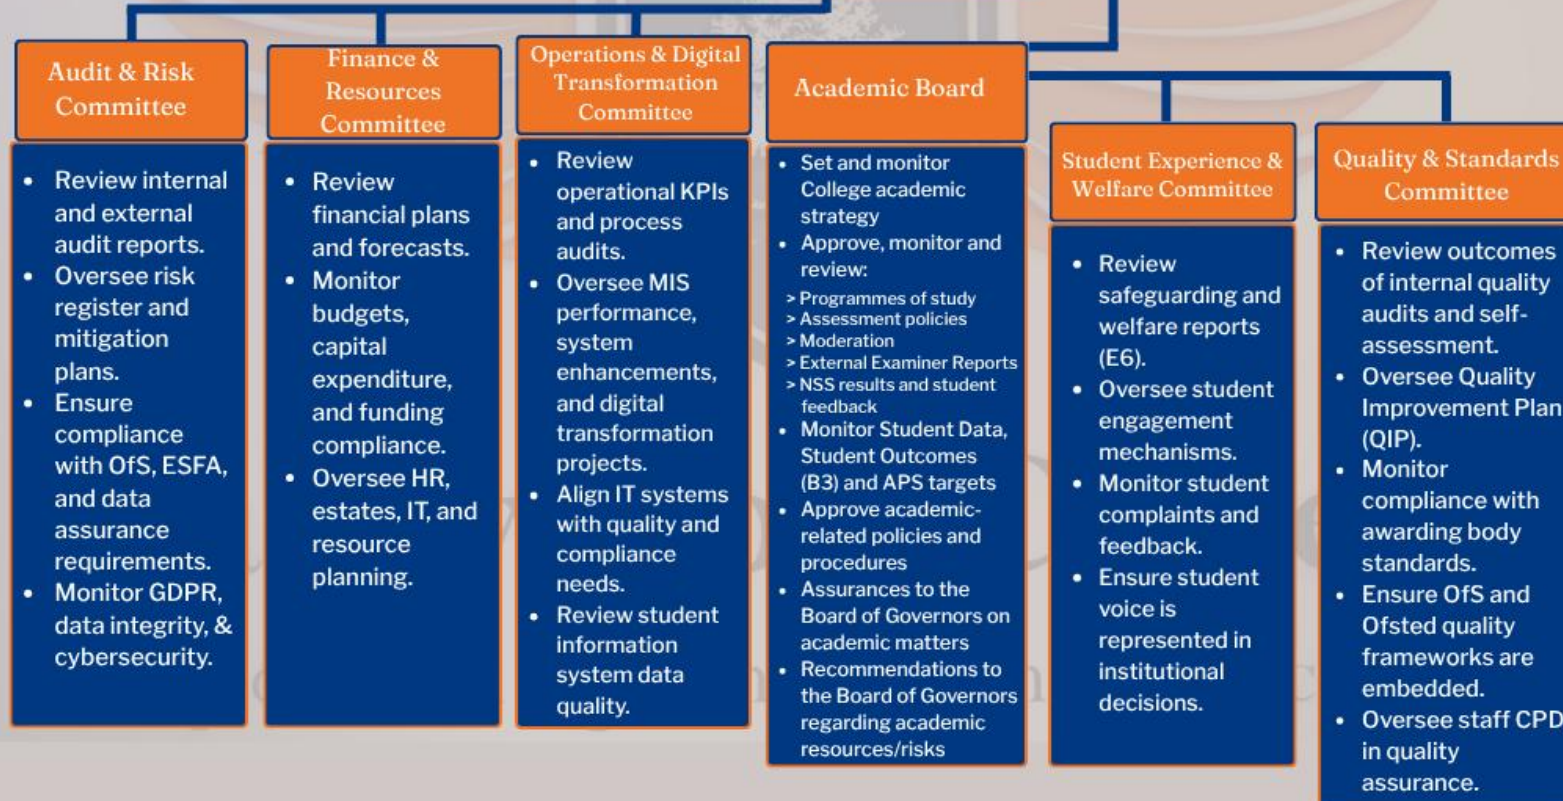 Audit & Risk
Committee
• Review internal
and external
audit reports.
• Oversee risk
register and
mitigation
plans.
• Ensure
compliance
with OfS, ESFA,
and data
assurance
requirements.
• Monitor GDPR,
data integrity, &
cybersecurity.
Finance &
Resources
Committee
• Review
financial plans
and forecasts.
• Monitor
budgets,
capital
expenditure,
and funding
compliance.
• Oversee HR,
estates, IT, and
resource
planning.
Operations & Digital
Transformation
Committee
• Review
operational KPIs
and process
audits.
• Oversee MIS
performance,
system
enhancements,
and digital
transformation
projects.
• Align IT systems
with quality and
compliance
needs.
• Review student
information
system data
quality.
Academic Board
• Set and monitor
College academic
strategy
• Approve, monitor and
review:
> Programmes of study
> Assessment policies
> Moderation
> External Examiner Reports
> NSS results and student
feedback
• Monitor Student Data,
Student Outcomes
(B3) and APS targets
• Approve academic-
related policies and
procedures
• Assurances to the
Board of Governors on
academic matters
• Recommendations to
the Board of Governors
regarding academic
resources/risks
Student Experience &
Welfare Committee
• Review
safeguarding and
welfare reports
(E6).
• Oversee student
engagement
mechanisms.
• Monitor student
complaints and
feedback.
• Ensure student
voice is
represented in
institutional
decisions.
Quality & Standards
Committee
• Review outcomes
of internal quality
audits and self-
assessment.
• Oversee Quality
Improvement Plan
(QIP).
• Monitor
compliance with
awarding body
standards.
• Ensure OfS and
Ofsted quality
frameworks are
embedded.
• Oversee staff CPD
in quality
assurance.